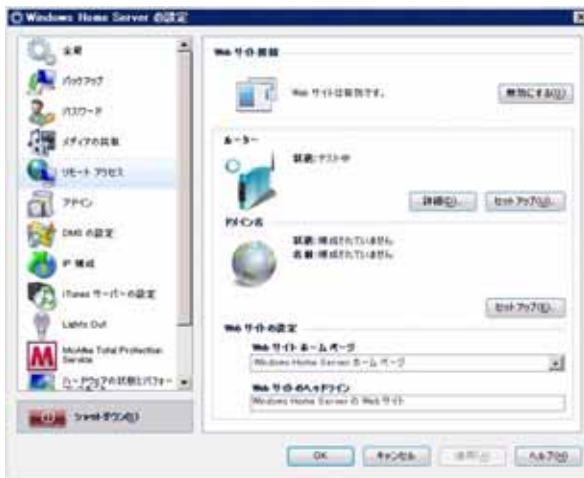 Windows Home Server の設定
全般
バックアップ
パスワード
メディアの共有
リモート アクセス
アドイン
DMS の設定
IP 構成
iTunes サーバーの設定
Lights Out
McAfee Total Protection Service
ハードウェアの状態とパフォー
シャットダウン(I)
Web サイト接続
Web サイトは有効です。
無効にする(U)
ルーター
状態: テスト中
詳細(D)...
セットアップ(U)...
ドメイン名
状態: 構成されていません
名前: 構成されていません
セットアップ(E)...
Web サイトの設定
Web サイト ホーム ページ
Windows Home Server ホーム ページ
Web サイトのヘッドライン
Windows Home Server の Web サイト
OK
キャンセル
適用(A)
ヘルプ(H)